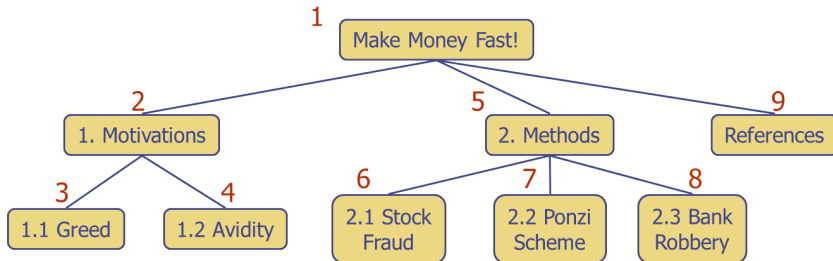 1
Make Money Fast!
2
5
9
1. Motivations
2. Methods
References
3
4
6
7
8
1.1 Greed
1.2 Avidity
2.1 Stock
Fraud
2.2 Ponzi
Scheme
2.3 Bank
Robbery